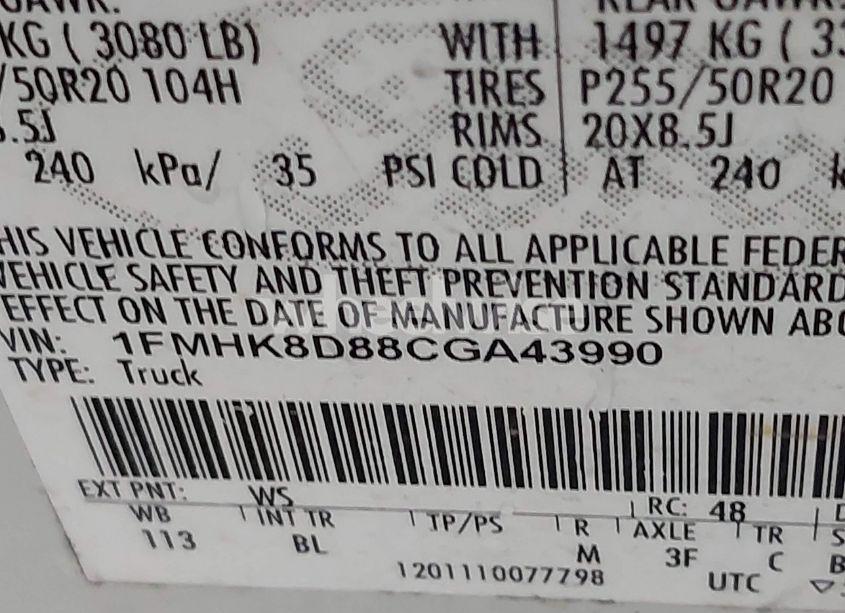 KG ( 3080 LB) WITH 1497 KG (
/50R20 104H TIRES P255/50R20
.5J RIMS 20X8.5J
240 kPa/ 35 PSI COLD AT 240
HIS VEHICLE CONFORMS TO ALL APPLICABLE FEDER
VEHICLE SAFETY AND THEFT PREVENTION STANDARD
EFFECT ON THE DATE OF MANUFACTURE SHOWN ABO
VIN: 1FMHK8D88CGA43990
TYPE: Truck
EXT PNT: WS RC: 48
WB INT TR TP/PS R AXLE TR S
113 BL M 3F C B
1201110077798 UTC